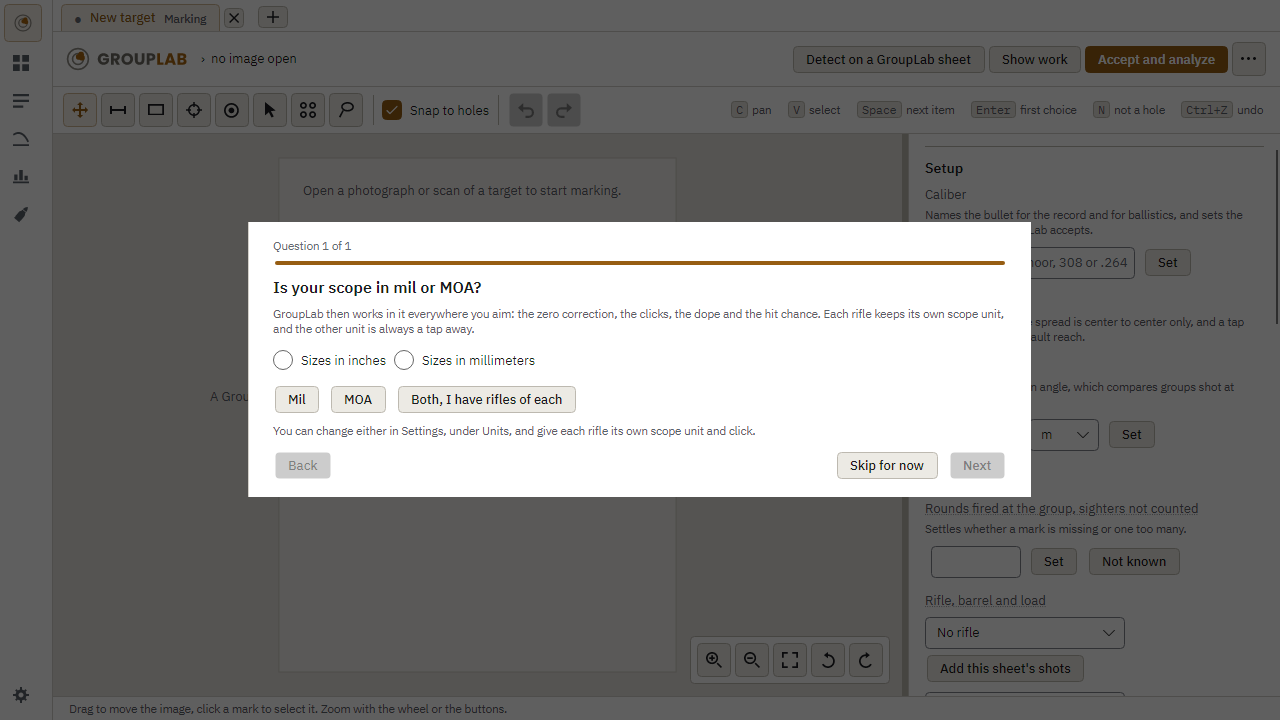 New target Marking
GROUPLAB › no image open
Detect on a GroupLab sheet
Show work
Accept and analyze
Snap to holes
C pan
V select
Space next item
Enter first choice
N not a hole
Ctrl+Z undo
Open a photograph or scan of a target to start marking.
A Grou
Setup
Caliber
Names the bullet for the record and for ballistics, and sets the
Lab accepts.
noor, 308 or .264
Set
spread is center to center only, and a tap
ault reach.
n angle, which compares groups shot at
m
Set
Rounds fired at the group, sighters not counted
Settles whether a mark is missing or one too many.
Set
Not known
Rifle, barrel and load
No rifle
Add this sheet's shots
Question 1 of 1
Is your scope in mil or MOA?
GroupLab then works in it everywhere you aim: the zero correction, the clicks, the dope and the hit chance. Each rifle keeps its own scope unit,
and the other unit is always a tap away.
Sizes in inches
Sizes in millimeters
Mil
MOA
Both, I have rifles of each
You can change either in Settings, under Units, and give each rifle its own scope unit and click.
Back
Skip for now
Next
Drag to move the image, click a mark to select it. Zoom with the wheel or the buttons.